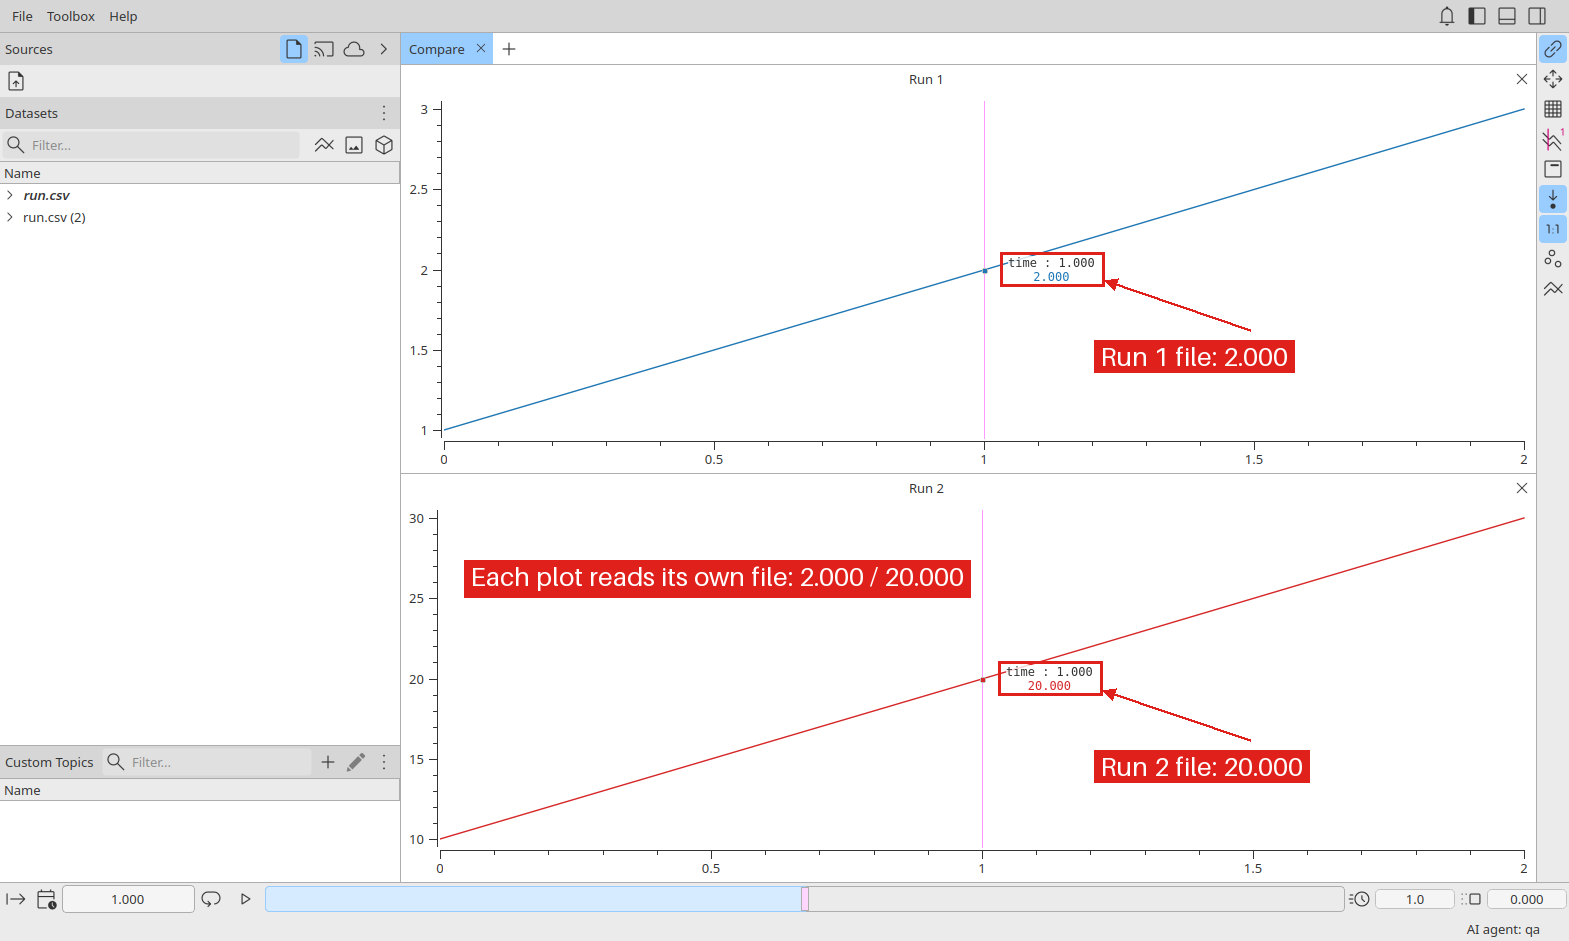 File Toolbox Help
Sources
Datasets
Filter...
Name
run.csv
run.csv (2)
Custom Topics
Filter...
Name
Compare
Run 1
3
2.5
2
1.5
1
0 0.5 1 1.5 2
time : 1.000
2.000
Run 1 file: 2.000
Run 2
30
25
20
15
10
0 0.5 1 1.5 2
Each plot reads its own file: 2.000 / 20.000
time : 1.000
20.000
Run 2 file: 20.000
1
1:1
1.000
1.0
0.000
AI agent: qa